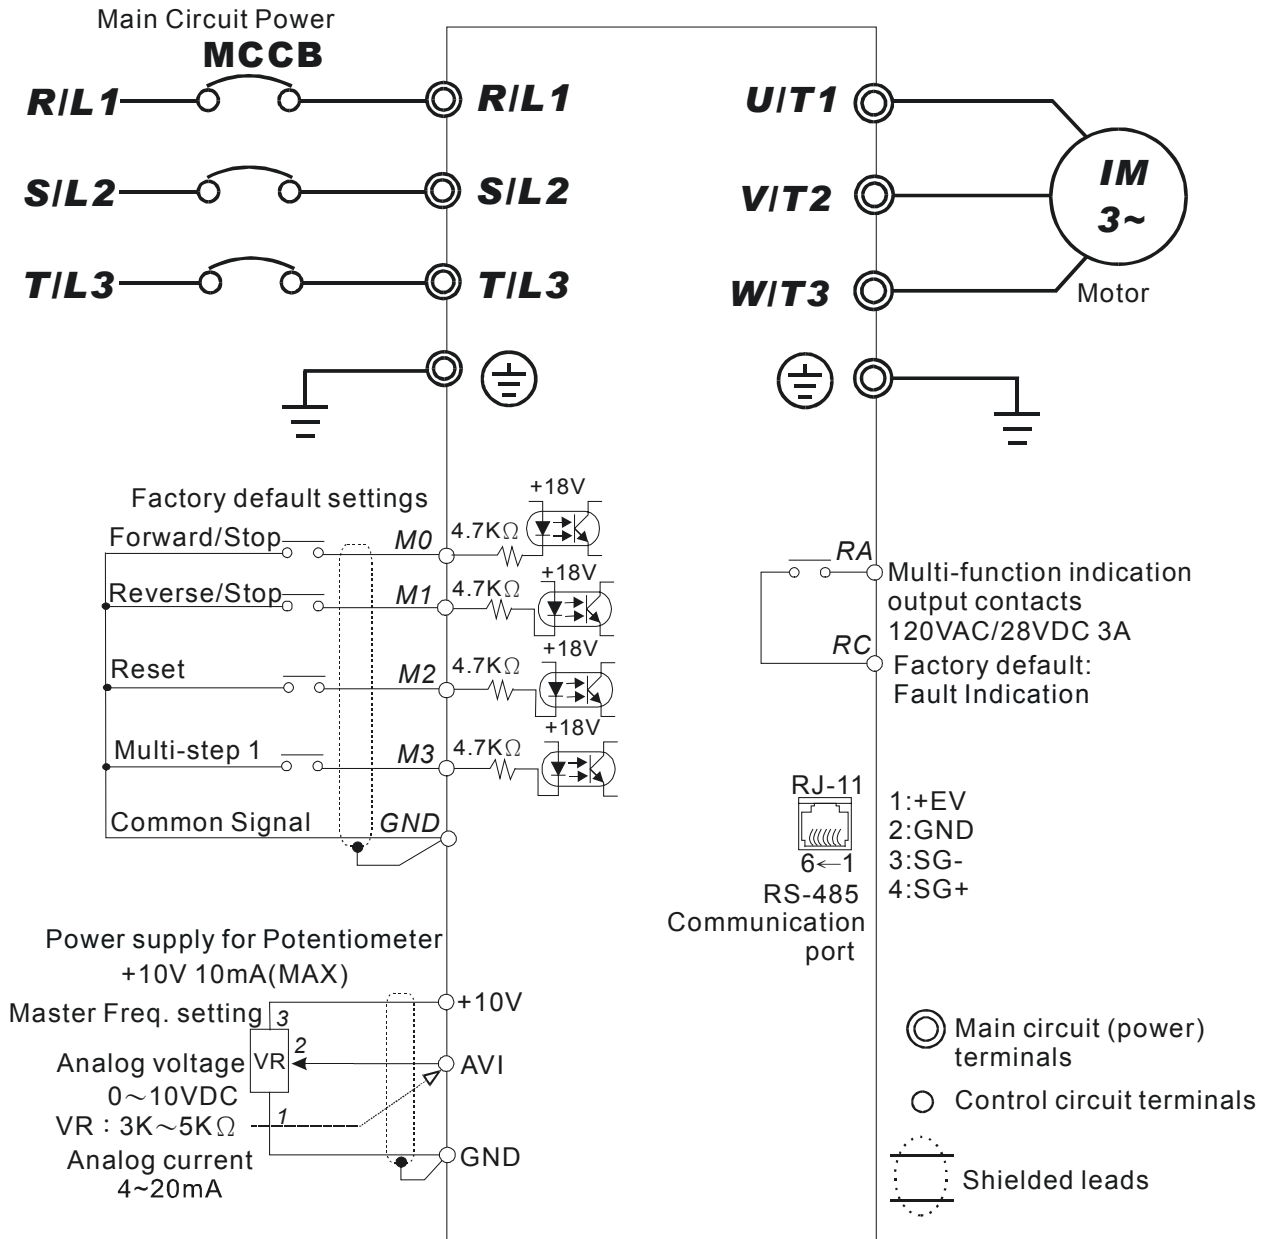 Main Circuit Power
MCCB
R/L1
R/L1
S/L2
S/L2
T/L3
T/L3
U/T1
V/T2
W/T3
IM
3~
Motor
Factory default settings
Forward/Stop
M0
4.7KΩ
+18V
Reverse/Stop
M1
4.7KΩ
+18V
Reset
M2
4.7KΩ
+18V
Multi-step 1
M3
4.7KΩ
+18V
Common Signal
GND
RA
Multi-function indication
output contacts
120VAC/28VDC 3A
RC
Factory default:
Fault Indication
RJ-11
6←1
RS-485
Communication
port
1:+EV
2:GND
3:SG-
4:SG+
Power supply for Potentiometer
+10V 10mA(MAX)
+10V
Master Freq. setting
3
2
VR
1
Analog voltage
0～10VDC
VR：3K～5KΩ
Analog current
4~20mA
AVI
GND
Main circuit (power)
terminals
Control circuit terminals
Shielded leads